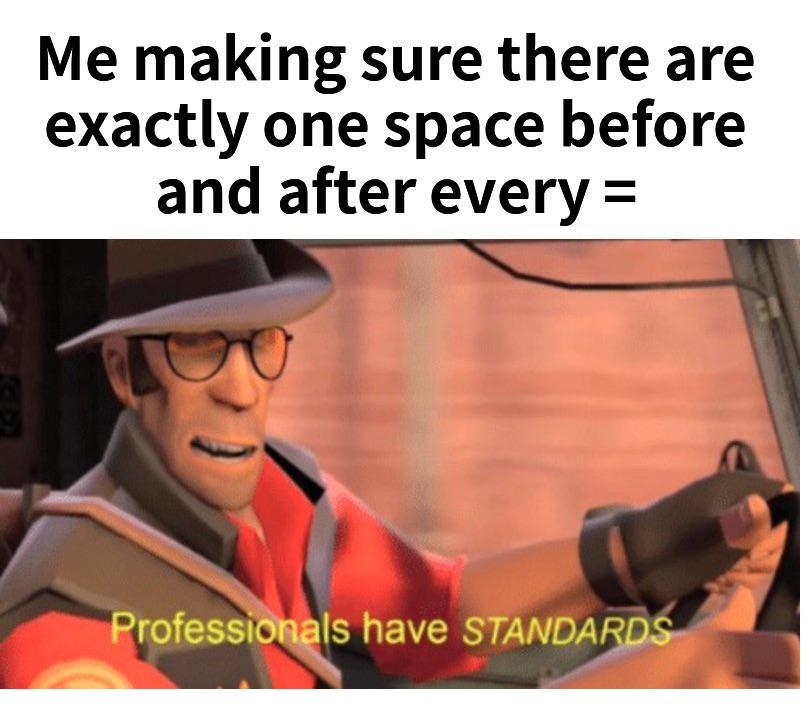 Me making sure there are
exactly one space before
and after every =
Professionals have STANDARDS